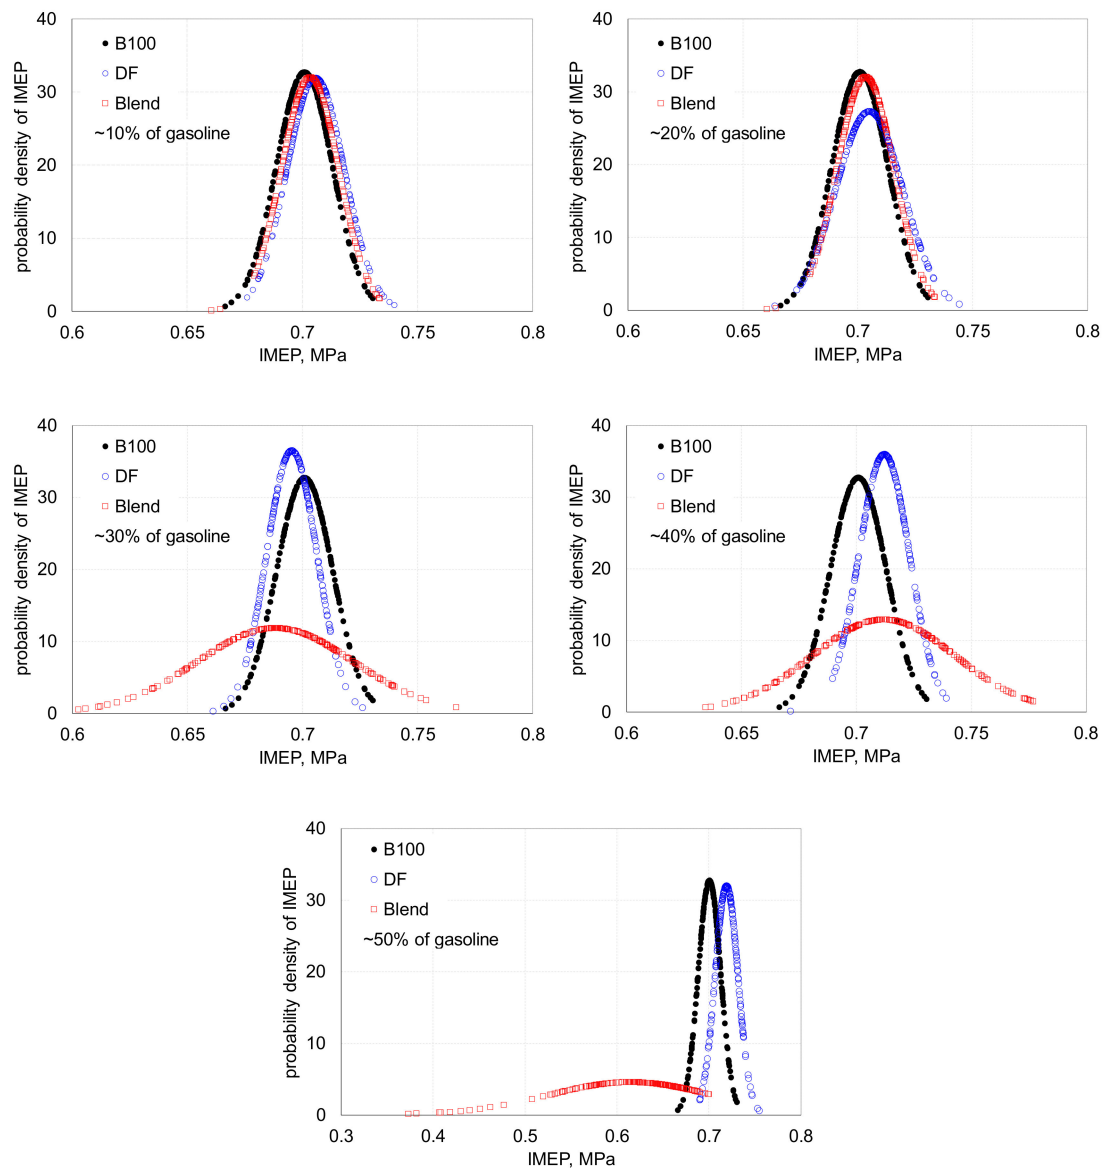 40
30
20
10
0
probability density of IMEP
B100
DF
Blend
~10% of gasoline
0.6
0.65
0.7
0.75
0.8
IMEP, MPa
40
30
20
10
0
probability density of IMEP
B100
DF
Blend
~20% of gasoline
0.6
0.65
0.7
0.75
0.8
IMEP, MPa
40
30
20
10
0
probability density of IMEP
B100
DF
Blend
~30% of gasoline
0.6
0.65
0.7
0.75
0.8
IMEP, MPa
40
30
20
10
0
probability density of IMEP
B100
DF
Blend
~40% of gasoline
0.6
0.65
0.7
0.75
0.8
IMEP, MPa
40
30
20
10
0
probability density of IMEP
B100
DF
Blend
~50% of gasoline
0.3
0.4
0.5
0.6
0.7
0.8
IMEP, MPa